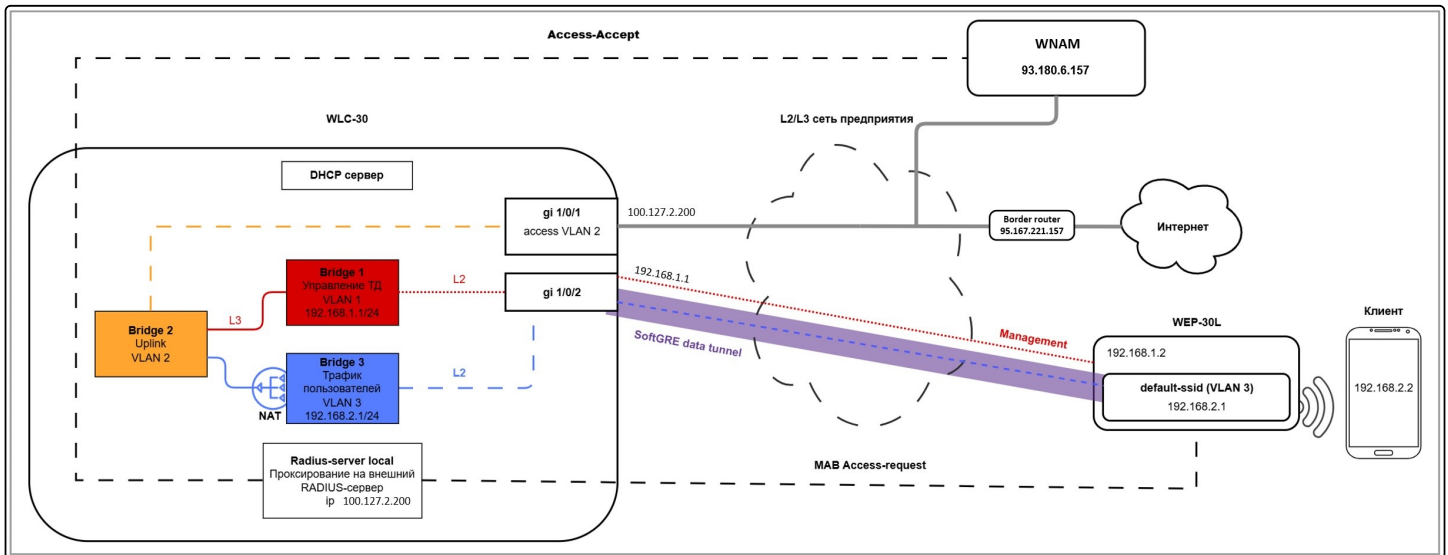 Access-Accept
WNAM
93.180.6.157
WLC-30
L2/L3 сеть предприятия
DHCP сервер
gi 1/0/1
access VLAN 2
100.127.2.200
Border router
95.167.221.157
Интернет
Bridge 1
Управление ТД
VLAN 1
192.168.1.1/24
L2
gi 1/0/2
192.168.1.1
Bridge 2
Uplink
VLAN 2
L3
Bridge 3
Трафик
пользователей
VLAN 3
192.168.2.1/24
NAT
L2
SoftGRE data tunnel
Management
WEP-30L
192.168.1.2
default-ssid (VLAN 3)
192.168.2.1
Клиент
192.168.2.2
Radius-server local
Проксирование на внешний
RADIUS-сервер
ip 100.127.2.200
MAB Access-request